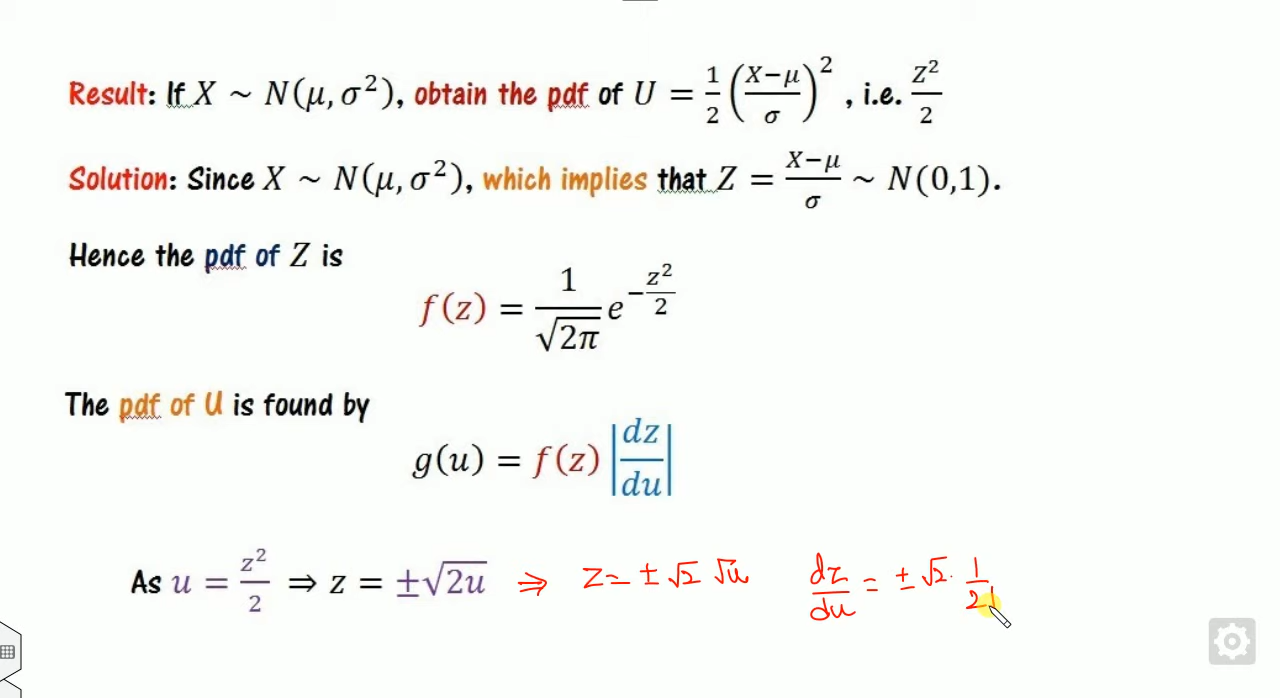 Result: If X ~ N(μ, σ²), obtain the pdf of U = 1/2 ((X−μ)/σ)², i.e. Z²/2
Solution: Since X ~ N(μ, σ²), which implies that Z = (X−μ)/σ ~ N(0,1).
Hence the pdf of Z is
f(z) = 1/√(2π) e^(−z²/2)
The pdf of U is found by
g(u) = f(z) |dz/du|
As u = z²/2 ⇒ z = ±√(2u) ⇒ z = ± √2 √u dz/du = ± √2 · 1/2